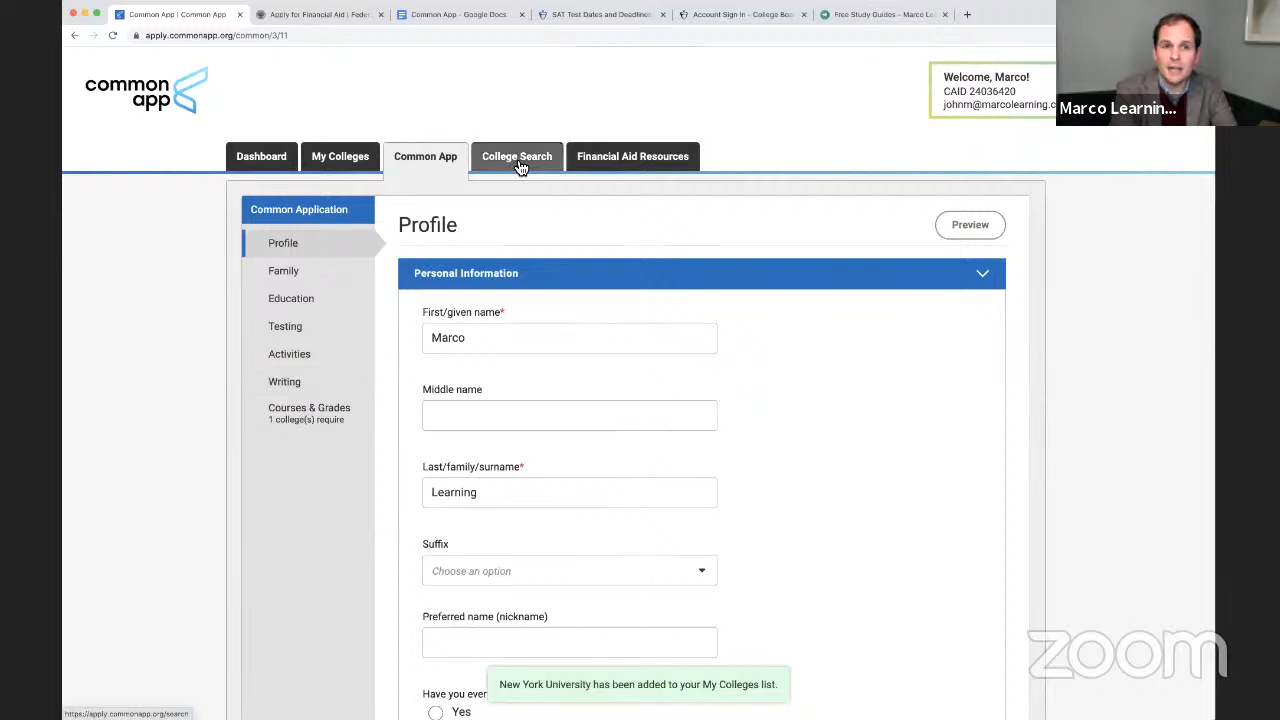 Common App | Common App
Apply for Financial Aid | Feder
Common App - Google Docs
SAT Test Dates and Deadlines
Account Sign In - College Boa
Free Study Guides - Marco Le
apply.commonapp.org/common/3/11
common
app
Welcome, Marco!
CAID 24036420
johnm@marcolearning.c
Marco Learnin...
Dashboard
My Colleges
Common App
College Search
Financial Aid Resources
Common Application
Profile
Family
Education
Testing
Activities
Writing
Courses & Grades
1 college(s) require
Profile
Preview
Personal Information
First/given name*
Marco
Middle name
Last/family/surname*
Learning
Suffix
Choose an option
Preferred name (nickname)
New York University has been added to your My Colleges list.
Have you ever
Yes
zoom
https://apply.commonapp.org/search